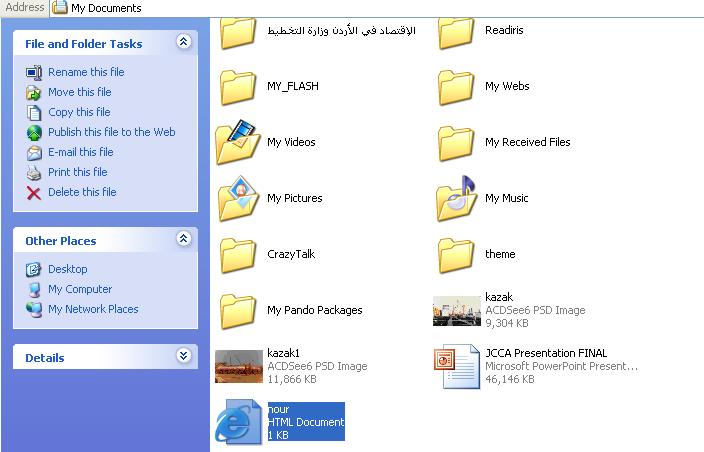 Address My Documents
File and Folder Tasks
Rename this file
Move this file
Copy this file
Publish this file to the Web
E-mail this file
Print this file
Delete this file
Other Places
Desktop
My Computer
My Network Places
Details
الإقتصاد في الأردن وزارة التخطيط
Readiris
MY_FLASH
My Webs
My Videos
My Received Files
My Pictures
My Music
CrazyTalk
theme
My Pando Packages
kazak
ACDSee6 PSD Image
9,304 KB
kazak1
ACDSee6 PSD Image
11,866 KB
JCCA Presentation FINAL
Microsoft PowerPoint Present...
46,146 KB
nour
HTML Document
1 KB